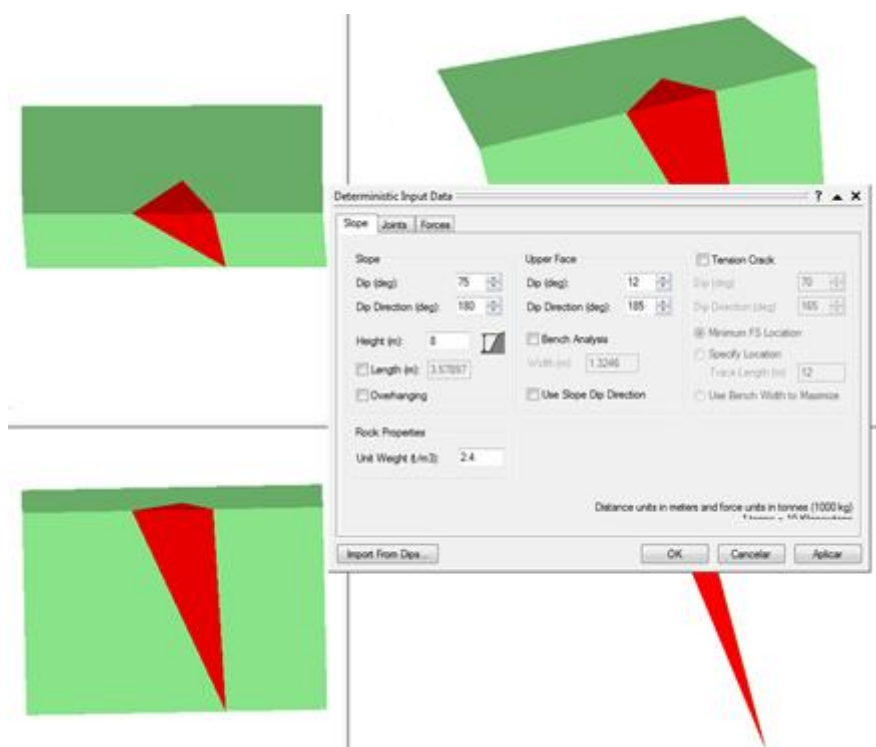 Deterministic Input Data ? ▲ X
Slope Joints Forces
Slope
Dip (deg): 75
Dip Direction (deg): 180
Height (m): 8
Length (m): 3.57897
Overhanging
Rock Properties
Unit Weight (t/m3): 2.4
Upper Face
Dip (deg): 12
Dip Direction (deg): 185
Bench Analysis
Width (m): 1.3246
Use Slope Dip Direction
Tension Crack
Dip (deg): 70
Dip Direction (deg): 165
Minimum FS Location
Specify Location
Trace Length (m): 12
Use Bench Width to Maximize
Distance units in meters and force units in tonnes (1000 kg)
Import From Dips... OK Cancelar Aplicar